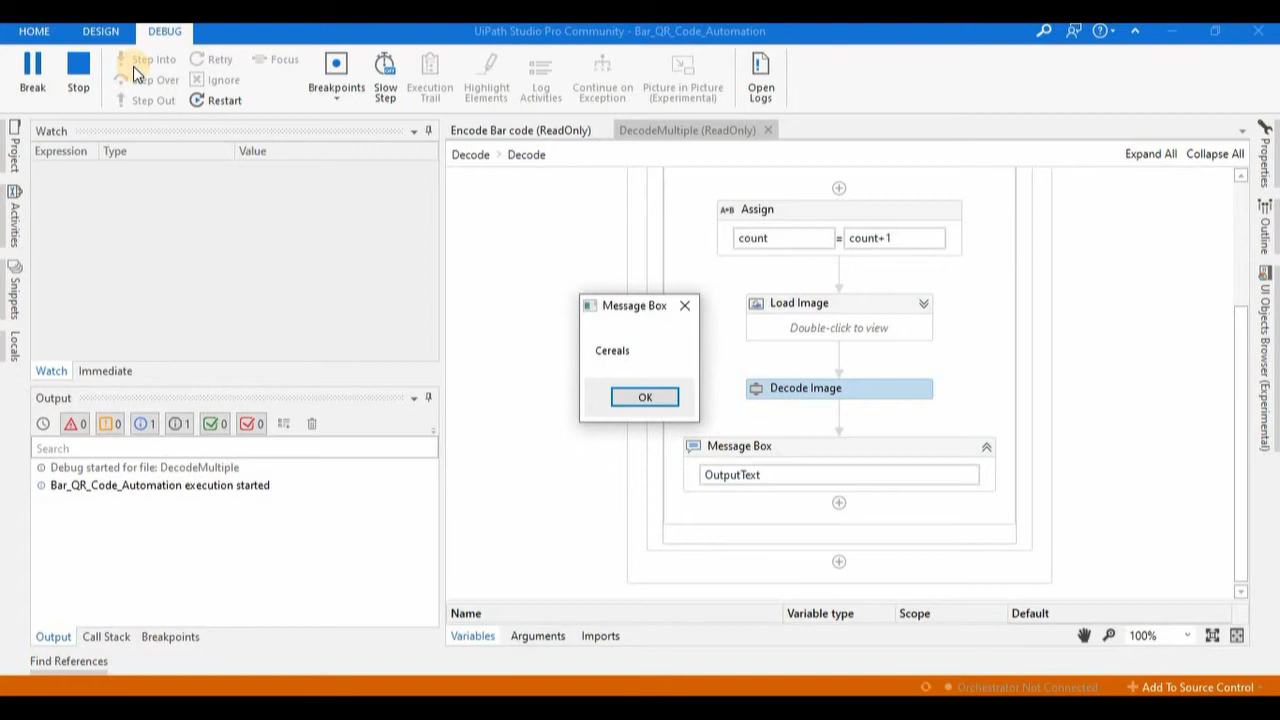 HOME DESIGN DEBUG
UiPath Studio Pro Community - Bar_QR_Code_Automation
Break
Stop
Step Into
Step Over
Step Out
Retry
Ignore
Restart
Focus
Breakpoints
Slow Step
Execution Trail
Highlight Elements
Log Activities
Continue on Exception
Picture in Picture (Experimental)
Open Logs
Project
Activities
Snippets
Locals
Watch
Expression Type Value
Watch Immediate
Output
0 0 1 1 0 0
Search
Debug started for file: DecodeMultiple
Bar_QR_Code_Automation execution started
Output Call Stack Breakpoints
Find References
Encode Bar code (ReadOnly) DecodeMultiple (ReadOnly)
Decode > Decode
Expand All Collapse All
A+B Assign
count = count+1
Load Image
Double-click to view
Decode Image
Message Box
OutputText
Message Box
Cereals
OK
Name Variable type Scope Default
Variables Arguments Imports
100%
Properties
Outline
UI Objects Browser (Experimental)
Orchestrator Not Connected
Add To Source Control